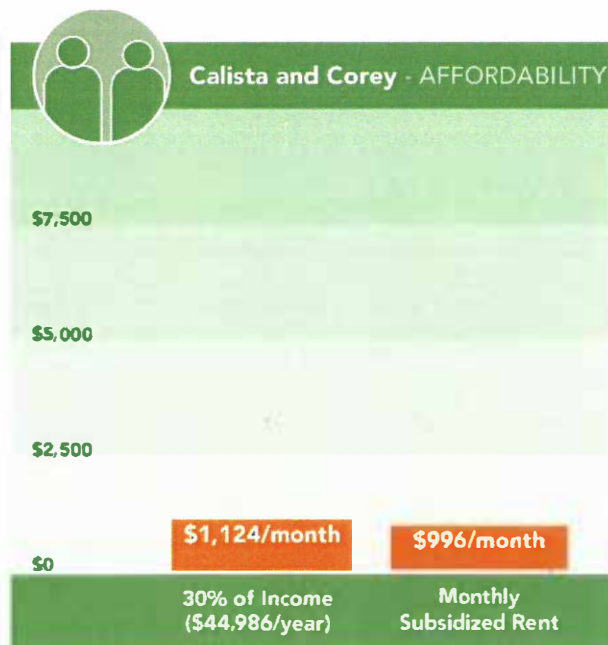 Calista and Corey - AFFORDABILITY
$7,500
$5,000
$2,500
$0
$1,124/month
$996/month
30% of Income
($44,986/year)
Monthly
Subsidized Rent